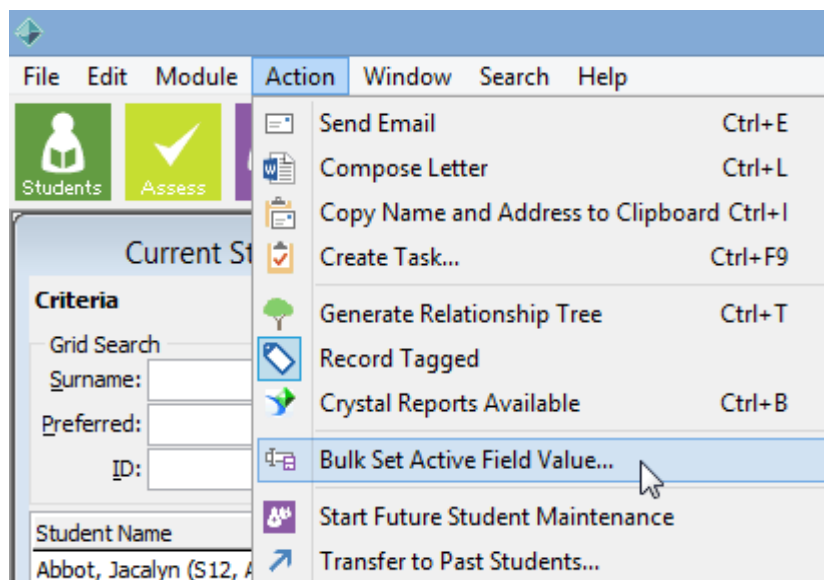 File Edit Module Action Window Search Help
Students Assess
Send Email Ctrl+E
Compose Letter Ctrl+L
Copy Name and Address to Clipboard Ctrl+I
Create Task... Ctrl+F9
Generate Relationship Tree Ctrl+T
Record Tagged
Crystal Reports Available Ctrl+B
Bulk Set Active Field Value...
Start Future Student Maintenance
Transfer to Past Students...
Current St
Criteria
Grid Search
Surname:
Preferred:
ID:
Student Name
Abbot, Jacalyn (S12,